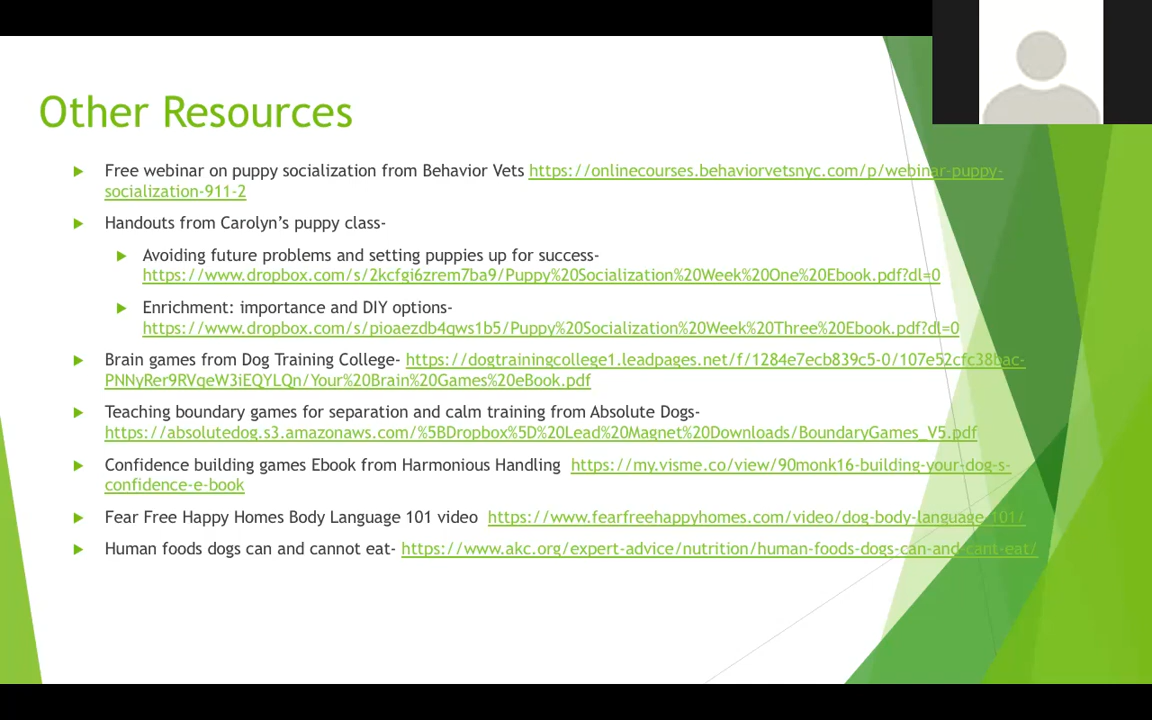 Other Resources
Free webinar on puppy socialization from Behavior Vets https://onlinecourses.behaviorvetsnyc.com/p/webinar-puppy-
socialization-911-2
Handouts from Carolyn’s puppy class-
Avoiding future problems and setting puppies up for success-
https://www.dropbox.com/s/2kcfgi6zrem7ba9/Puppy%20Socialization%20Week%20One%20Ebook.pdf?dl=0
Enrichment: importance and DIY options-
https://www.dropbox.com/s/pioaezdb4qws1b5/Puppy%20Socialization%20Week%20Three%20Ebook.pdf?dl=0
Brain games from Dog Training College- https://dogtrainingcollege1.leadpages.net/f/1284e7ecb839c5-0/107e52cfc38bac-
PNNyRer9RVqeW3iEQYLQn/Your%20Brain%20Games%20eBook.pdf
Teaching boundary games for separation and calm training from Absolute Dogs-
https://absolutedog.s3.amazonaws.com/%5BDropbox%5D%20Lead%20Magnet%20Downloads/BoundaryGames_V5.pdf
Confidence building games Ebook from Harmonious Handling https://my.visme.co/view/90monk16-building-your-dog-s-
confidence-e-book
Fear Free Happy Homes Body Language 101 video https://www.fearfreehappyhomes.com/video/dog-body-language-101/
Human foods dogs can and cannot eat- https://www.akc.org/expert-advice/nutrition/human-foods-dogs-can-and-cant-eat/